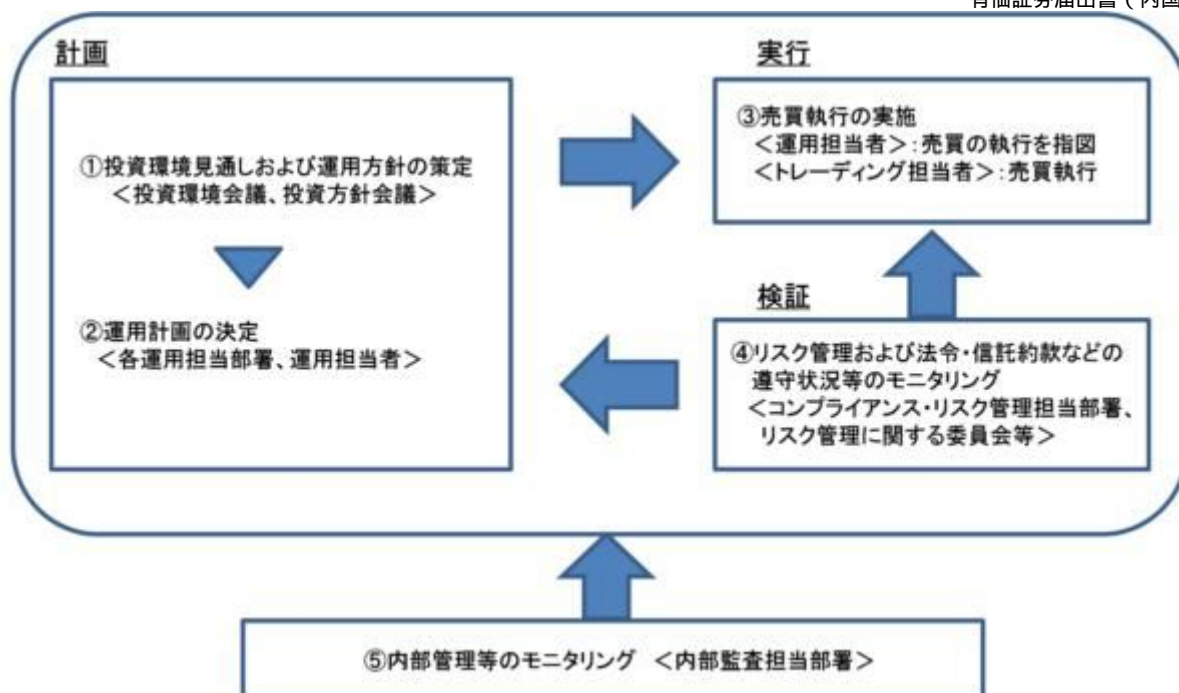 有価証券届出書（内国
計画
①投資環境見通しおよび運用方針の策定
＜投資環境会議、投資方針会議＞
②運用計画の決定
＜各運用担当部署、運用担当者＞
実行
③売買執行の実施
＜運用担当者＞：売買の執行を指図
＜トレーディング担当者＞：売買執行
検証
④リスク管理および法令・信託約款などの
遵守状況等のモニタリング
＜コンプライアンス・リスク管理担当部署、
リスク管理に関する委員会等＞
⑤内部管理等のモニタリング ＜内部監査担当部署＞